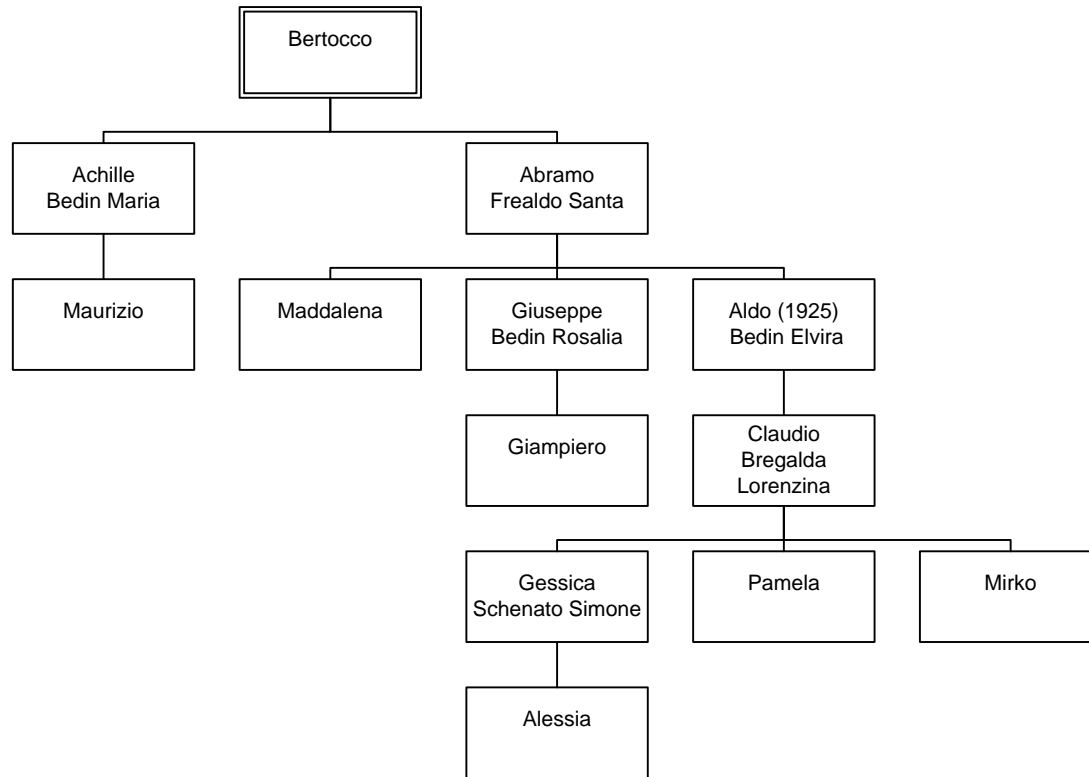 Bertocco
Achille
Bedin Maria
Abramo
Frealdo Santa
Maurizio
Maddalena
Giuseppe
Bedin Rosalia
Aldo (1925)
Bedin Elvira
Giampiero
Claudio
Bregalda
Lorenzina
Gessica
Schenato Simone
Pamela
Mirko
Alessia